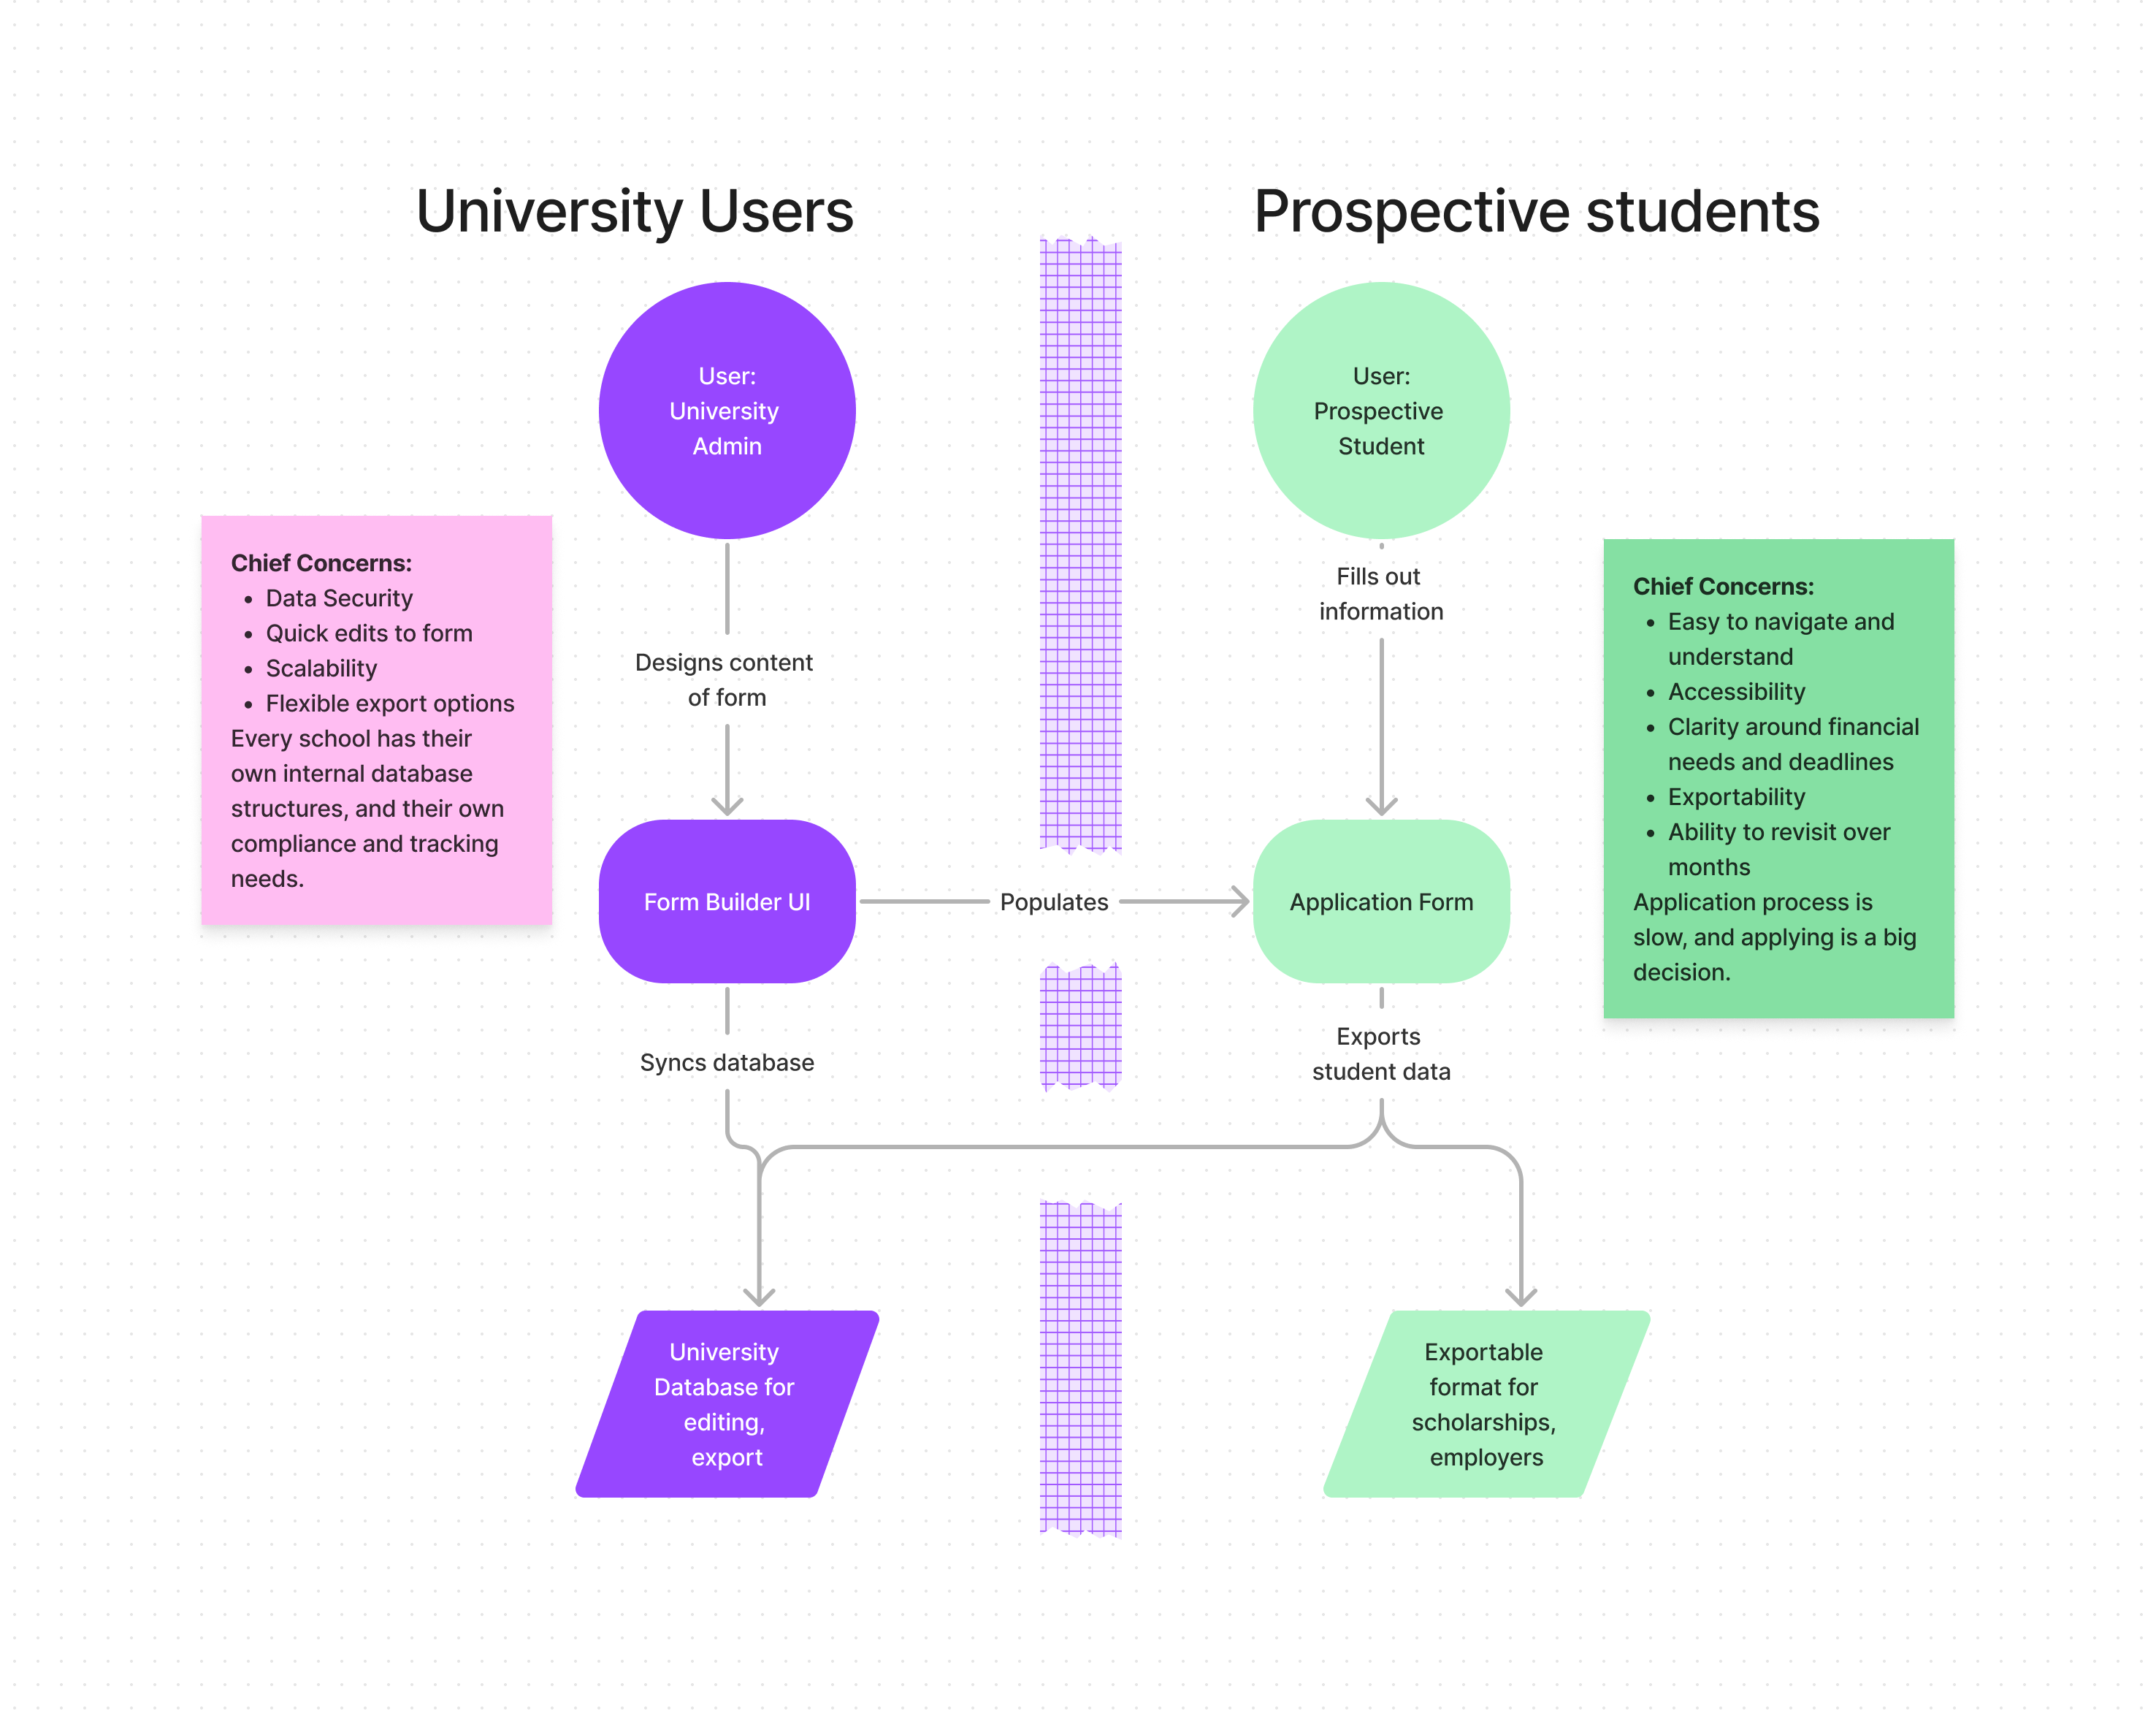 University Users
Prospective students
User:
University
Admin
User:
Prospective
Student
Chief Concerns:
• Data Security
• Quick edits to form
• Scalability
• Flexible export options
Every school has their
own internal database
structures, and their own
compliance and tracking
needs.
Designs content
of form
Fills out
information
Chief Concerns:
• Easy to navigate and
understand
• Accessibility
• Clarity around financial
needs and deadlines
• Exportability
• Ability to revisit over
months
Application process is
slow, and applying is a big
decision.
Form Builder UI
Populates
Application Form
Syncs database
Exports
student data
University
Database for
editing,
export
Exportable
format for
scholarships,
employers